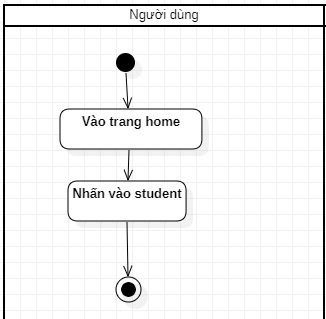 Người dùng
Vào trang home
Nhấn vào student